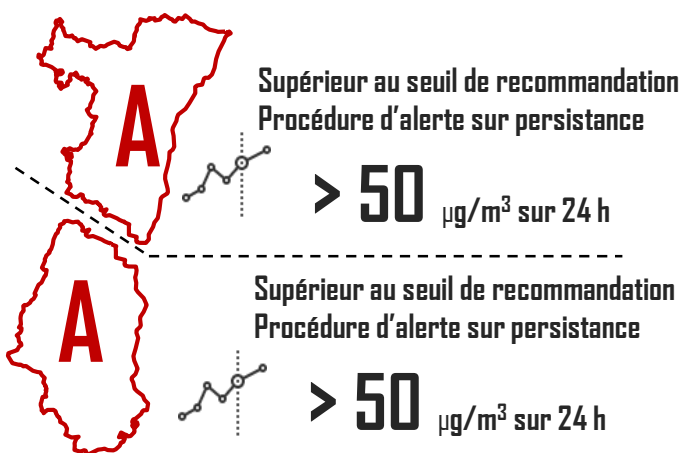 A
Supérieur au seuil de recommandation
Procédure d'alerte sur persistance
> 50 µg/m³ sur 24 h
A
Supérieur au seuil de recommandation
Procédure d'alerte sur persistance
> 50 µg/m³ sur 24 h